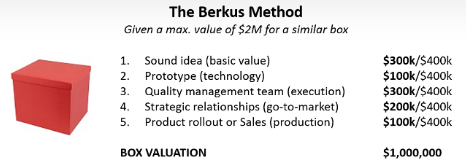 The Berkus Method
Given a max. value of $2M for a similar box
1. Sound idea (basic value) $300k/$400k
2. Prototype (technology) $100k/$400k
3. Quality management team (execution) $300k/$400k
4. Strategic relationships (go-to-market) $200k/$400k
5. Product rollout or Sales (production) $100k/$400k
BOX VALUATION $1,000,000